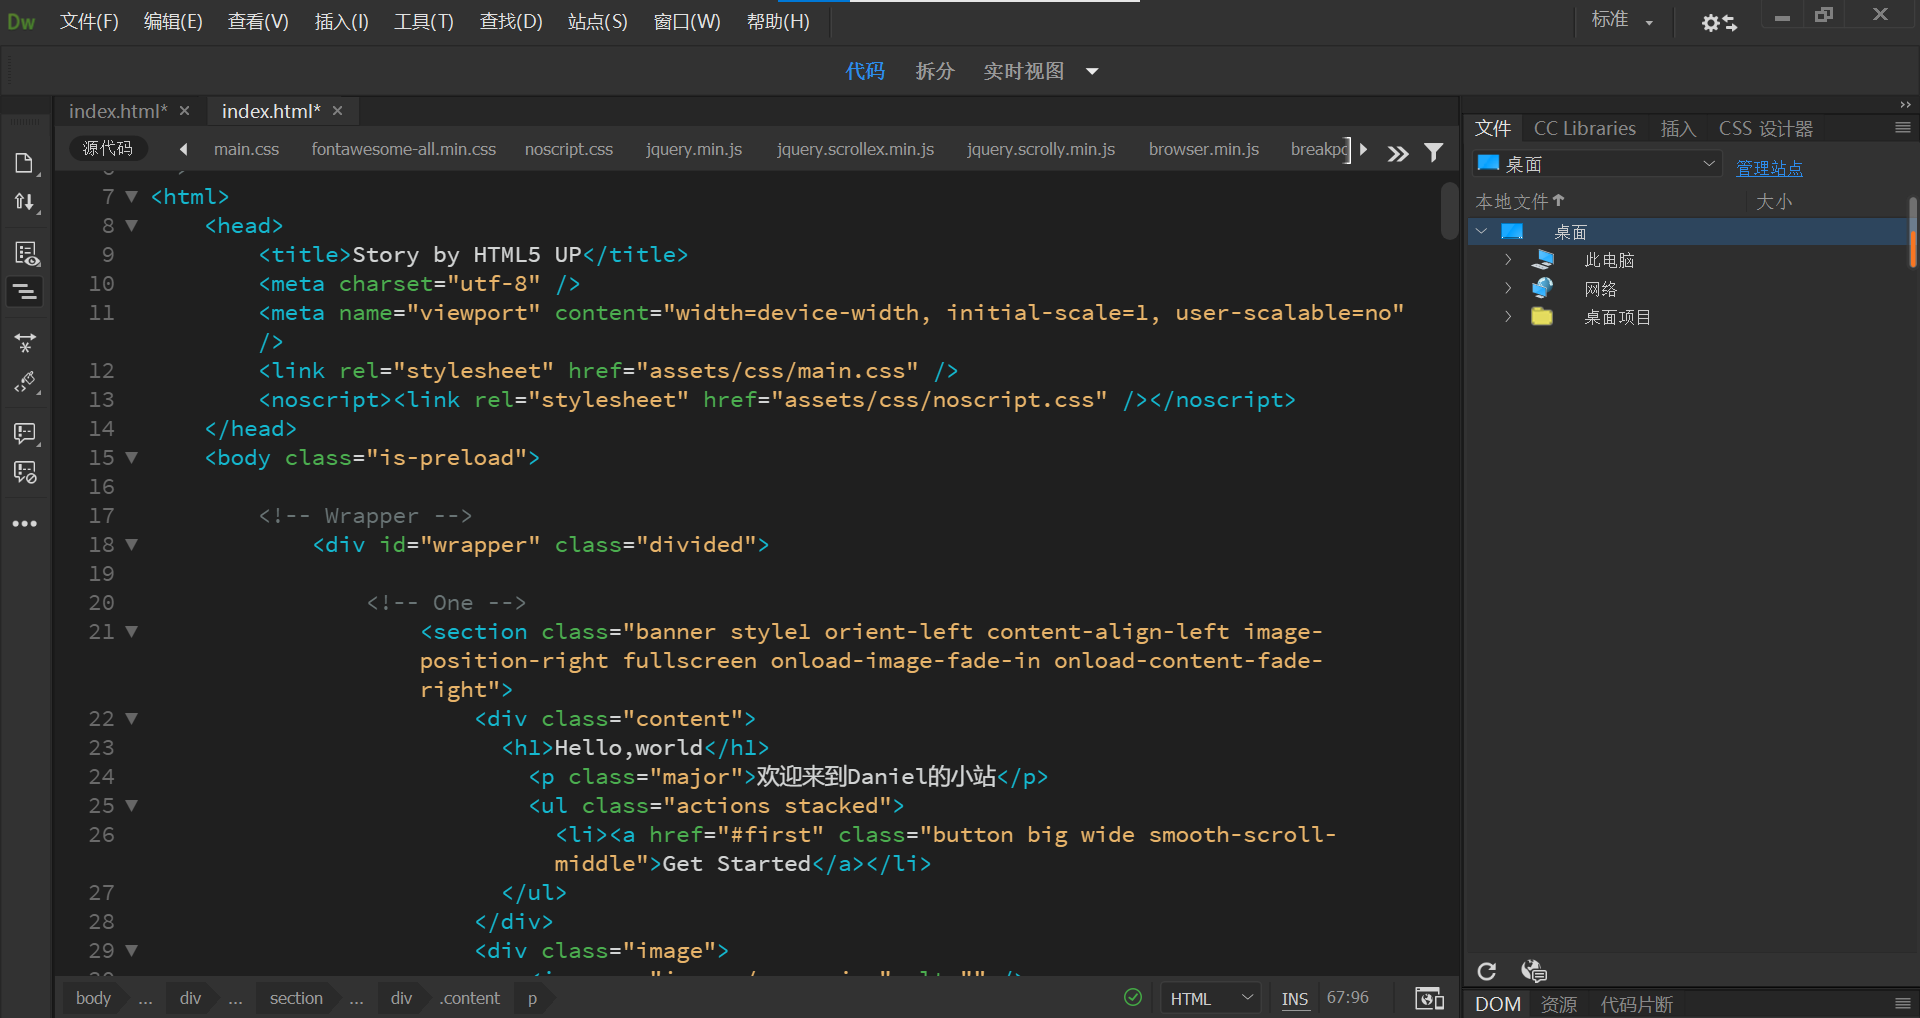 Dw 文件(F) 编辑(E) 查看(V) 插入(I) 工具(T) 查找(D) 站点(S) 窗口(W) 帮助(H) 标准
代码 拆分 实时视图
index.html* index.html*
源代码 main.css fontawesome-all.min.css noscript.css jquery.min.js jquery.scrollex.min.js jquery.scrolly.min.js browser.min.js breakpo
7 <html>
8 <head>
9 <title>Story by HTML5 UP</title>
10 <meta charset="utf-8" />
11 <meta name="viewport" content="width=device-width, initial-scale=1, user-scalable=no"
/>
12 <link rel="stylesheet" href="assets/css/main.css" />
13 <noscript><link rel="stylesheet" href="assets/css/noscript.css" /></noscript>
14 </head>
15 <body class="is-preload">
16
17 <!-- Wrapper -->
18 <div id="wrapper" class="divided">
19
20 <!-- One -->
21 <section class="banner style1 orient-left content-align-left image-
position-right fullscreen onload-image-fade-in onload-content-fade-
right">
22 <div class="content">
23 <h1>Hello,world</h1>
24 <p class="major">欢迎来到Daniel的小站</p>
25 <ul class="actions stacked">
26 <li><a href="#first" class="button big wide smooth-scroll-
middle">Get Started</a></li>
27 </ul>
28 </div>
29 <div class="image">
body ... div ... section ... div .content p HTML INS 67:96
文件 CC Libraries 插入 CSS 设计器
桌面 管理站点
本地文件 大小
桌面
此电脑
网络
桌面项目
DOM 资源 代码片断